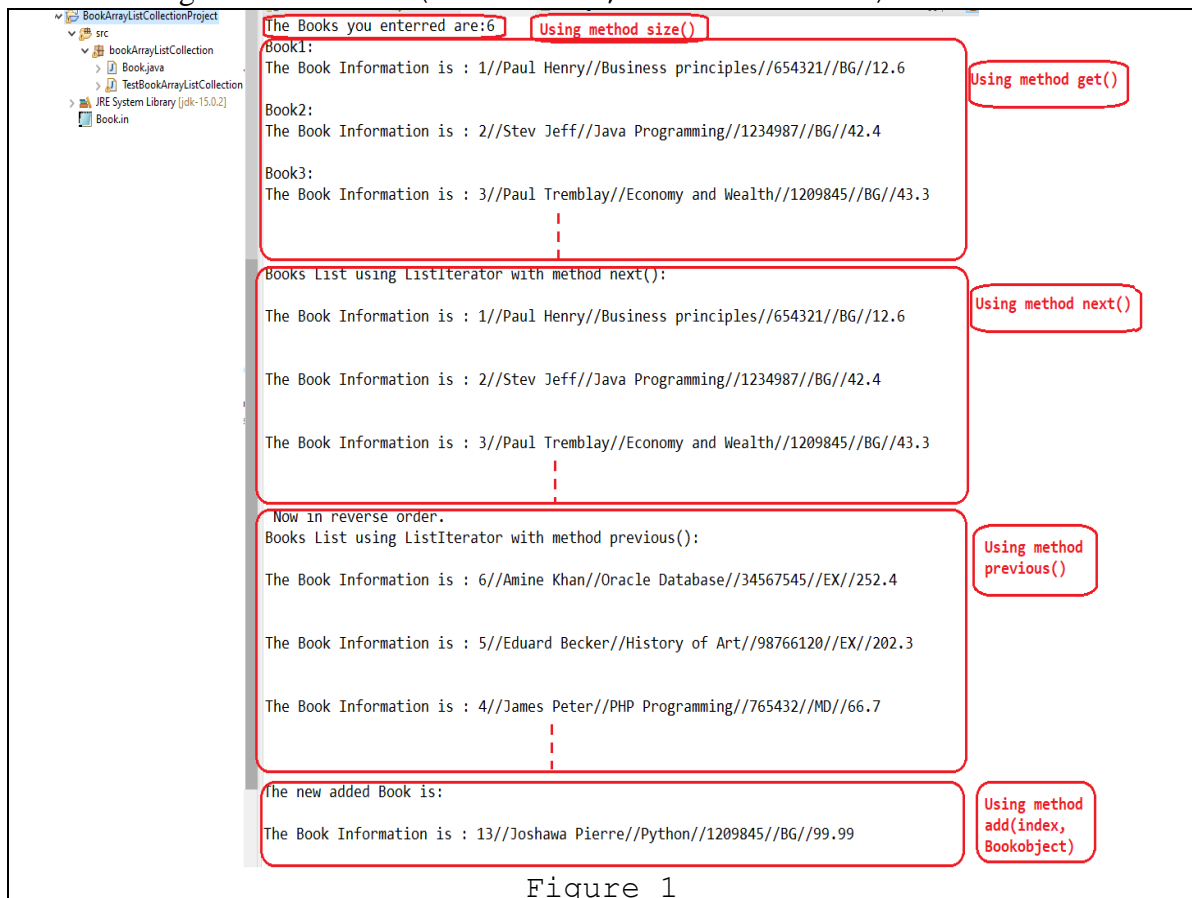 BookArrayListCollectionProject
src
bookArrayListCollection
Book.java
TestBookArrayListCollection
JRE System Library [jdk-15.0.2]
Book.in
The Books you enterred are:6
Using method size()
Book1:
The Book Information is : 1//Paul Henry//Business principles//654321//BG//12.6
Using method get()
Book2:
The Book Information is : 2//Stev Jeff//Java Programming//1234987//BG//42.4
Book3:
The Book Information is : 3//Paul Tremblay//Economy and Wealth//1209845//BG//43.3
Books List using ListIterator with method next():
Using method next()
The Book Information is : 1//Paul Henry//Business principles//654321//BG//12.6
The Book Information is : 2//Stev Jeff//Java Programming//1234987//BG//42.4
The Book Information is : 3//Paul Tremblay//Economy and Wealth//1209845//BG//43.3
Now in reverse order.
Books List using ListIterator with method previous():
Using method
previous()
The Book Information is : 6//Amine Khan//Oracle Database//34567545//EX//252.4
The Book Information is : 5//Eduard Becker//History of Art//98766120//EX//202.3
The Book Information is : 4//James Peter//PHP Programming//765432//MD//66.7
The new added Book is:
The Book Information is : 13//Joshawa Pierre//Python//1209845//BG//99.99
Using method
add(index,
Bookobject)
Figure 1